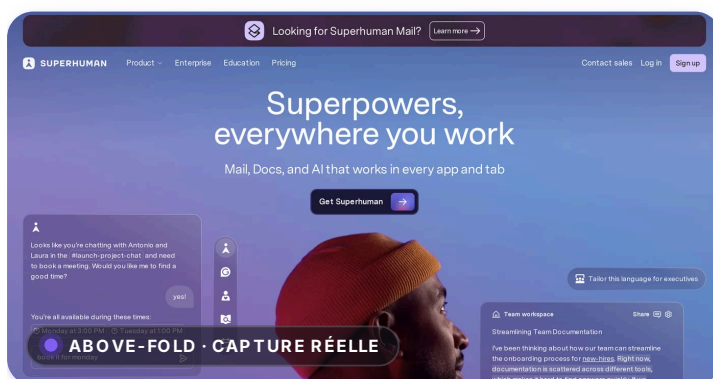 Looking for Superhuman Mail? Learn more →
SUPERHUMAN Product Enterprise Education Pricing Contact sales Log in Sign up
Superpowers,
everywhere you work
Mail, Docs, and AI that works in every app and tab
Get Superhuman →
Looks like you're chatting with Antonio and
Laura in the #launch-project-chat and need
to book a meeting. Would you like me to find a
good time?
yes!
You're all available during these times:
Monday at 3:00 PM Tuesday at 1:00 PM
book it for monday
Tailor this language for executives
Team workspace Share
Streamlining Team Documentation
I've been thinking about how our team can streamline
the onboarding process for new-hires. Right now,
documentation is scattered across different tools,
ABOVE-FOLD · CAPTURE RÉELLE